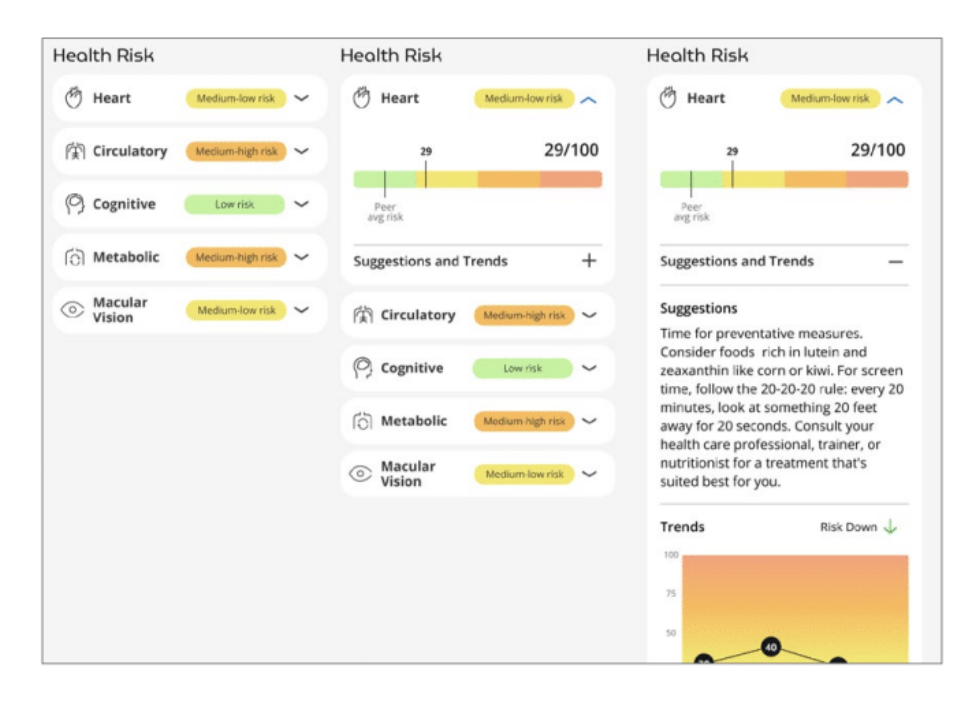 Health Risk
Heart
Medium-low risk
Circulatory
Medium-high risk
Cognitive
Low risk
Metabolic
Medium-high risk
Macular
Vision
Medium-low risk
Health Risk
Heart
Medium-low risk
29
29/100
Peer
avg risk
Suggestions and Trends
Circulatory
Medium-high risk
Cognitive
Low risk
Metabolic
Medium-high risk
Macular
Vision
Medium-low risk
Health Risk
Heart
Medium-low risk
29
29/100
Peer
avg risk
Suggestions and Trends
Suggestions
Time for preventative measures.
Consider foods rich in lutein and
zeaxanthin like corn or kiwi. For screen
time, follow the 20-20-20 rule: every 20
minutes, look at something 20 feet
away for 20 seconds. Consult your
health care professional, trainer, or
nutritionist for a treatment that's
suited best for you.
Trends
Risk Down
100
75
50
40